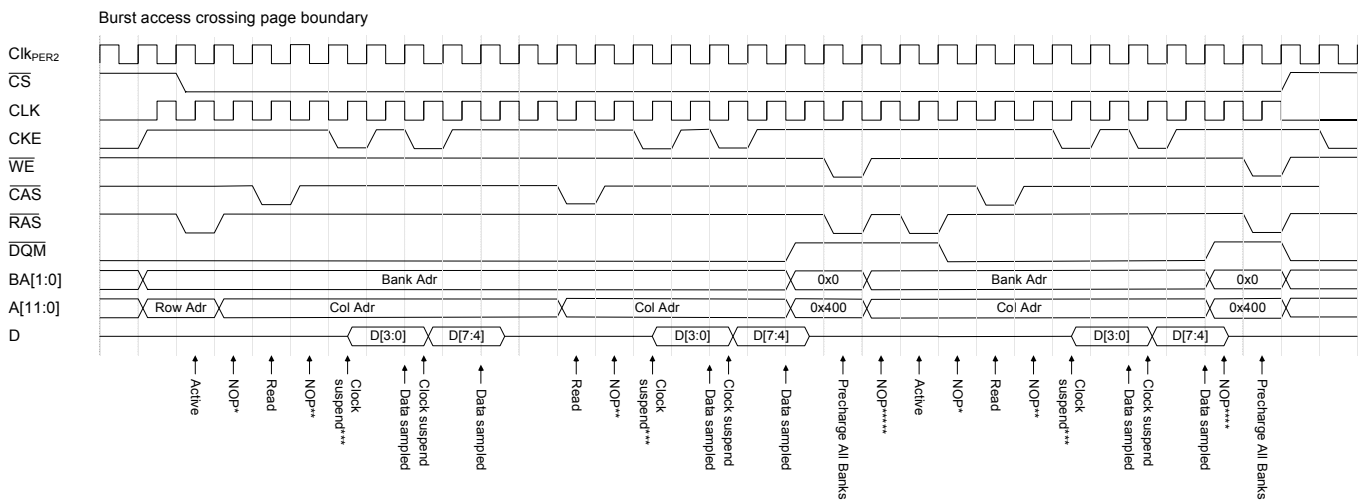 Burst access crossing page boundary
ClkPER2
CS
CLK
CKE
WE
CAS
RAS
DQM
BA[1:0] Bank Adr 0x0 Bank Adr 0x0
A[11:0] Row Adr Col Adr Col Adr 0x400 Col Adr 0x400
D D[3:0] D[7:4] D[3:0] D[7:4] D[3:0] D[7:4]
Active
NOP*
Read
NOP**
Clock
suspend***
Data sampled
Clock suspend
Data sampled
Read
NOP**
Clock
suspend***
Data sampled
Clock suspend
Data sampled
Precharge All Banks
NOP*****
Active
NOP*
Read
NOP**
Clock
suspend***
Data sampled
Clock suspend
Data sampled
NOP****
Precharge All Banks